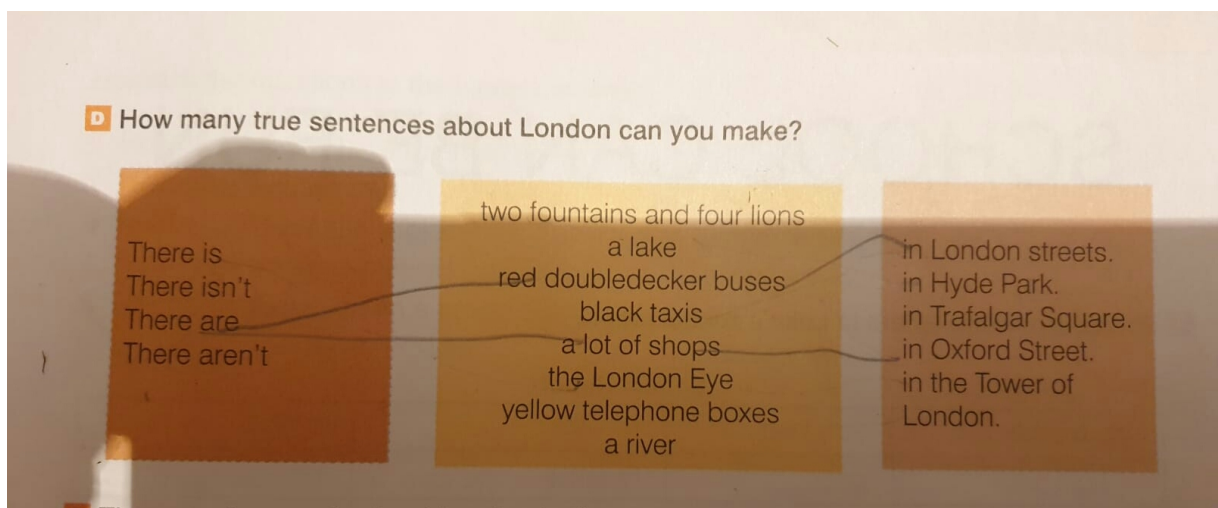 D How many true sentences about London can you make?
There is
There isn't
There are
There aren't
two fountains and four lions
a lake
red doubledecker buses
black taxis
a lot of shops
the London Eye
yellow telephone boxes
a river
in London streets.
in Hyde Park.
in Trafalgar Square.
in Oxford Street.
in the Tower of
London.